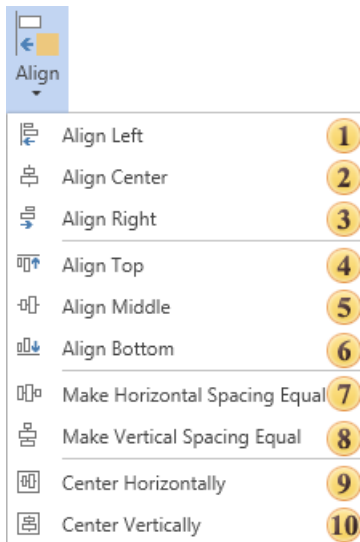 Align
Align Left 1
Align Center 2
Align Right 3
Align Top 4
Align Middle 5
Align Bottom 6
Make Horizontal Spacing Equal 7
Make Vertical Spacing Equal 8
Center Horizontally 9
Center Vertically 10